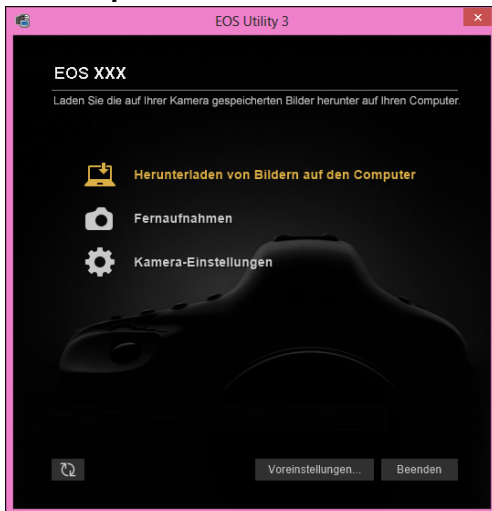 EOS Utility 3
EOS XXX
Laden Sie die auf Ihrer Kamera gespeicherten Bilder herunter auf Ihren Computer.
Herunterladen von Bildern auf den Computer
Fernaufnahmen
Kamera-Einstellungen
Voreinstellungen... Beenden